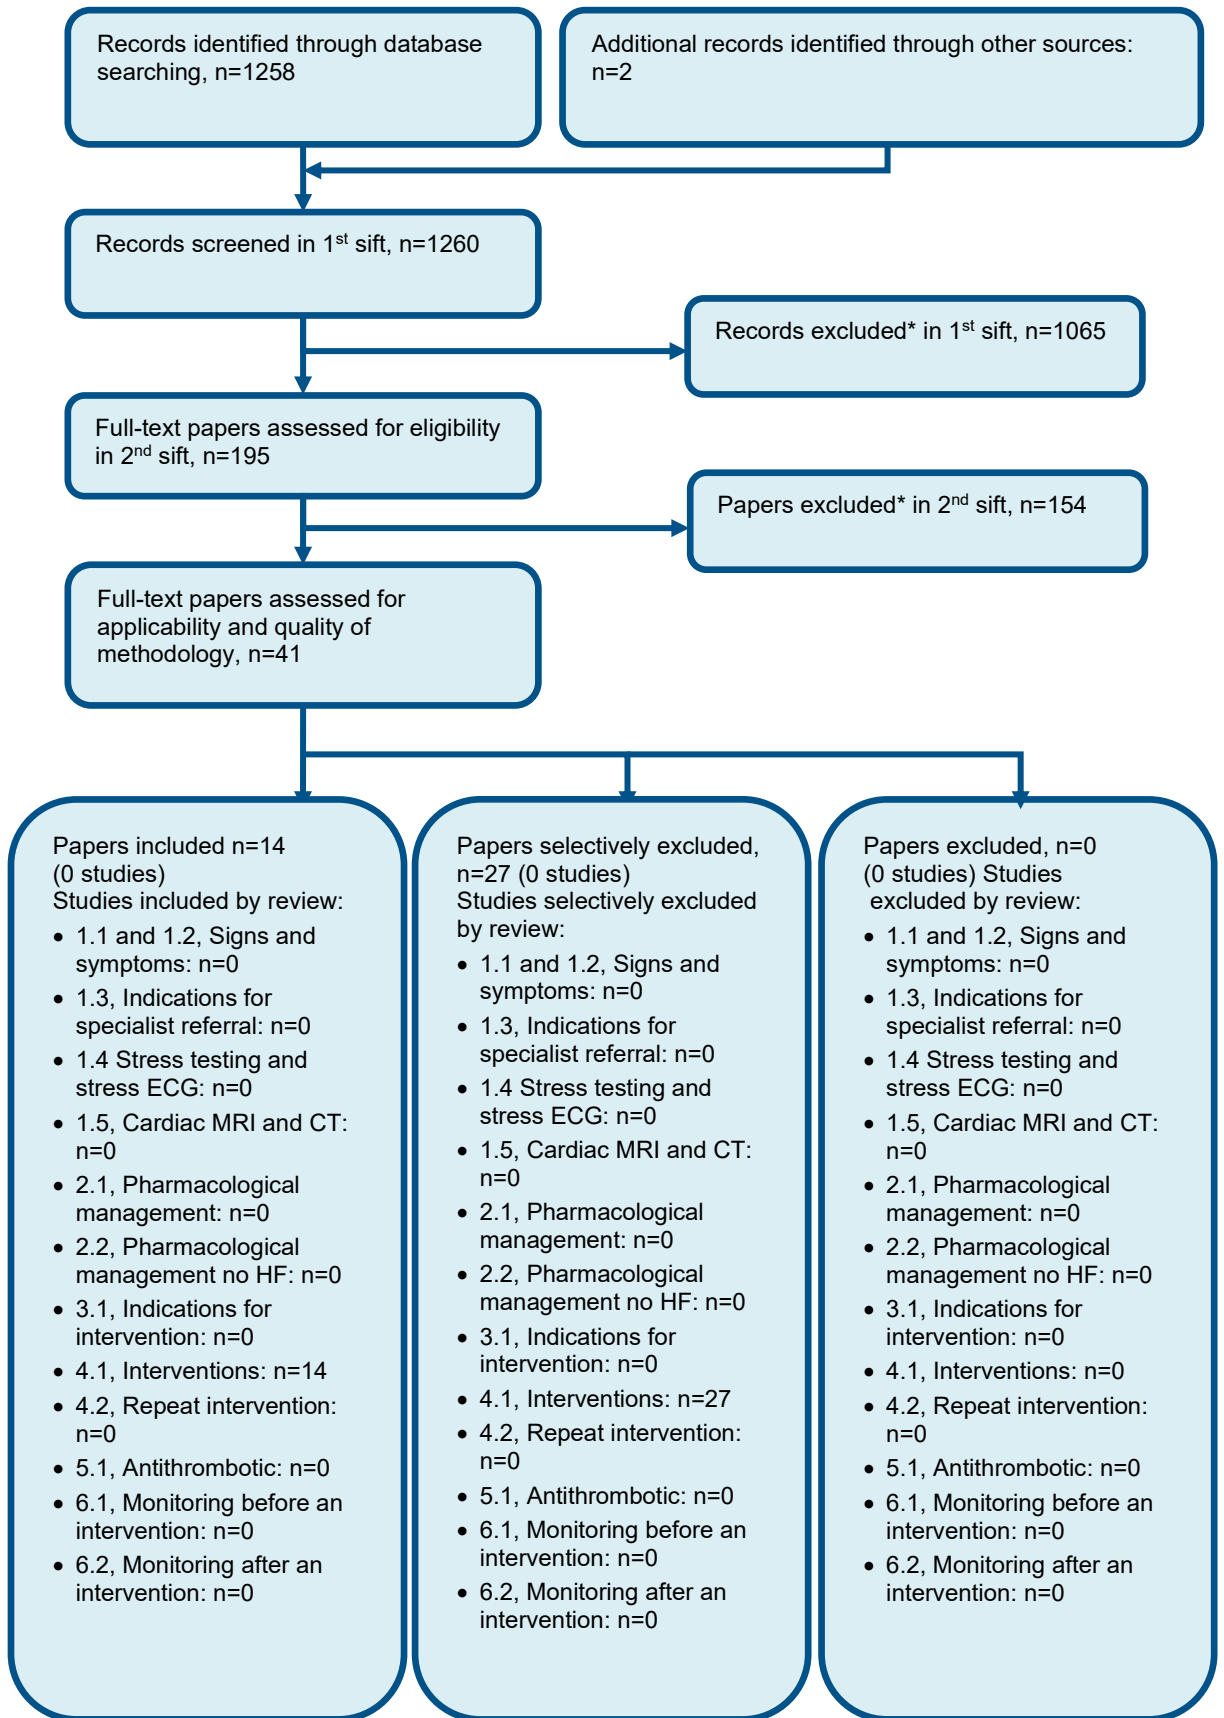 Records identified through database
searching, n=1258
Additional records identified through other sources:
n=2
Records screened in 1st sift, n=1260
Records excluded* in 1st sift, n=1065
Full-text papers assessed for eligibility
in 2nd sift, n=195
Papers excluded* in 2nd sift, n=154
Full-text papers assessed for
applicability and quality of
methodology, n=41
Papers included n=14
(0 studies)
Studies included by review:
• 1.1 and 1.2, Signs and
symptoms: n=0
• 1.3, Indications for
specialist referral: n=0
• 1.4 Stress testing and
stress ECG: n=0
• 1.5, Cardiac MRI and CT:
n=0
• 2.1, Pharmacological
management: n=0
• 2.2, Pharmacological
management no HF: n=0
• 3.1, Indications for
intervention: n=0
• 4.1, Interventions: n=14
• 4.2, Repeat intervention:
n=0
• 5.1, Antithrombotic: n=0
• 6.1, Monitoring before an
intervention: n=0
• 6.2, Monitoring after an
intervention: n=0
Papers selectively excluded,
n=27 (0 studies)
Studies selectively excluded
by review:
• 1.1 and 1.2, Signs and
symptoms: n=0
• 1.3, Indications for
specialist referral: n=0
• 1.4 Stress testing and
stress ECG: n=0
• 1.5, Cardiac MRI and CT:
n=0
• 2.1, Pharmacological
management: n=0
• 2.2, Pharmacological
management no HF: n=0
• 3.1, Indications for
intervention: n=0
• 4.1, Interventions: n=27
• 4.2, Repeat intervention:
n=0
• 5.1, Antithrombotic: n=0
• 6.1, Monitoring before an
intervention: n=0
• 6.2, Monitoring after an
intervention: n=0
Papers excluded, n=0
(0 studies) Studies
excluded by review:
• 1.1 and 1.2, Signs and
symptoms: n=0
• 1.3, Indications for
specialist referral: n=0
• 1.4 Stress testing and
stress ECG: n=0
• 1.5, Cardiac MRI and CT:
n=0
• 2.1, Pharmacological
management: n=0
• 2.2, Pharmacological
management no HF: n=0
• 3.1, Indications for
intervention: n=0
• 4.1, Interventions: n=0
• 4.2, Repeat intervention:
n=0
• 5.1, Antithrombotic: n=0
• 6.1, Monitoring before an
intervention: n=0
• 6.2, Monitoring after an
intervention: n=0